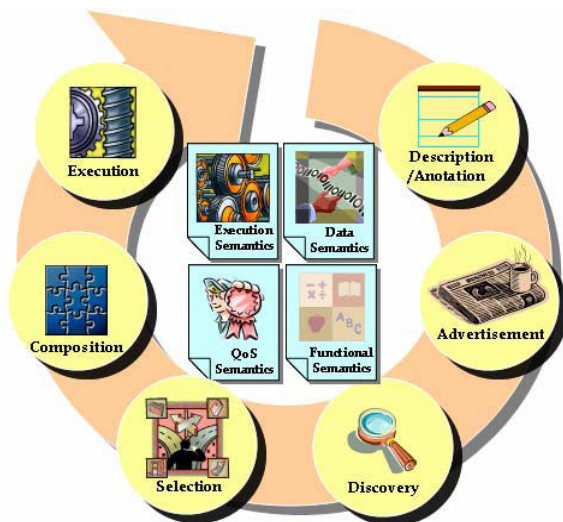 Execution
Description
/Anotation
Execution
Semantics
Data
Semantics
Composition
Advertisement
QoS
Semantics
Functional
Semantics
A B C
Selection
Discovery